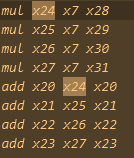 mul x24 x7 x28
mul x25 x7 x29
mul x26 x7 x30
mul x27 x7 x31
add x20 x24 x20
add x21 x25 x21
add x22 x26 x22
add x23 x27 x23